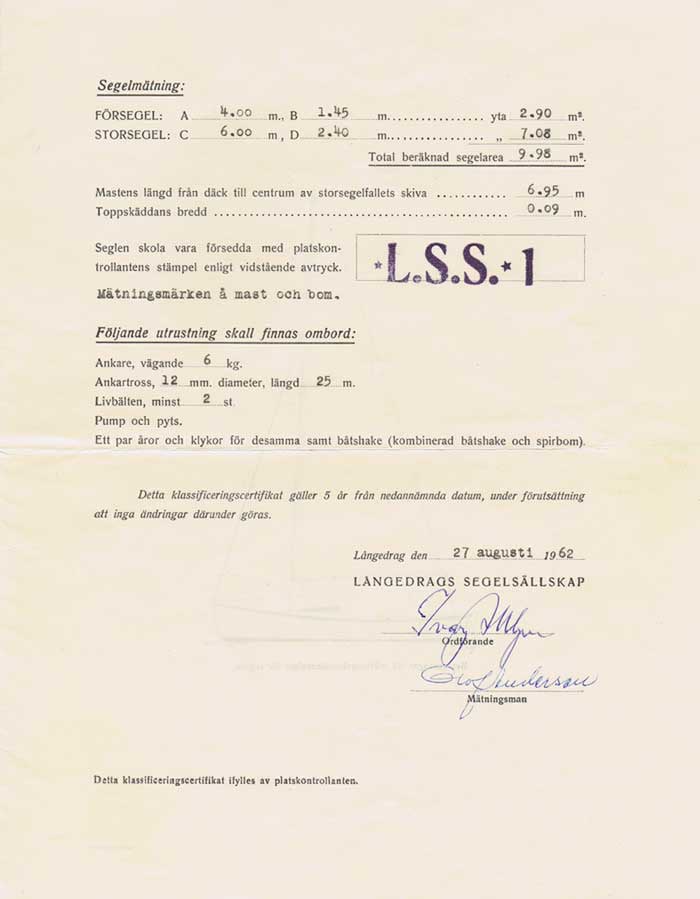 Segelmätning:
FÖRSEGEL: A 4.00 m., B 1.45 m................ yta 2.90 m².
STORSEGEL: C 6.00 m, D 2.40 m................ „ 7.08 m².
Total beräknad segelarea 9.98 m².
Mastens längd från däck till centrum av storsegelfallets skiva ............ 6.95 m
Toppskäddans bredd ................................................ 0.09 m.
Seglen skola vara försedda med platskon-
trollantens stämpel enligt vidstående avtryck.
*L.S.S.*1
Mätningsmärken å mast och bom.
Följande utrustning skall finnas ombord:
Ankare, vägande 6 kg.
Ankartross, 12 mm. diameter, längd 25 m.
Livbälten, minst 2 st.
Pump och pyts.
Ett par åror och klykor för desamma samt båtshake (kombinerad båtshake och spirbom).
Detta klassificeringscertifikat gäller 5 år från nedannämnda datum, under förutsättning
att inga ändringar därunder göras.
Långedrag den 27 augusti 1962
LÅNGEDRAGS SEGELSÄLLSKAP
Ordförande
Anderson
Mätningsman
Detta klassificeringscertifikat ifylles av platskontrollanten.